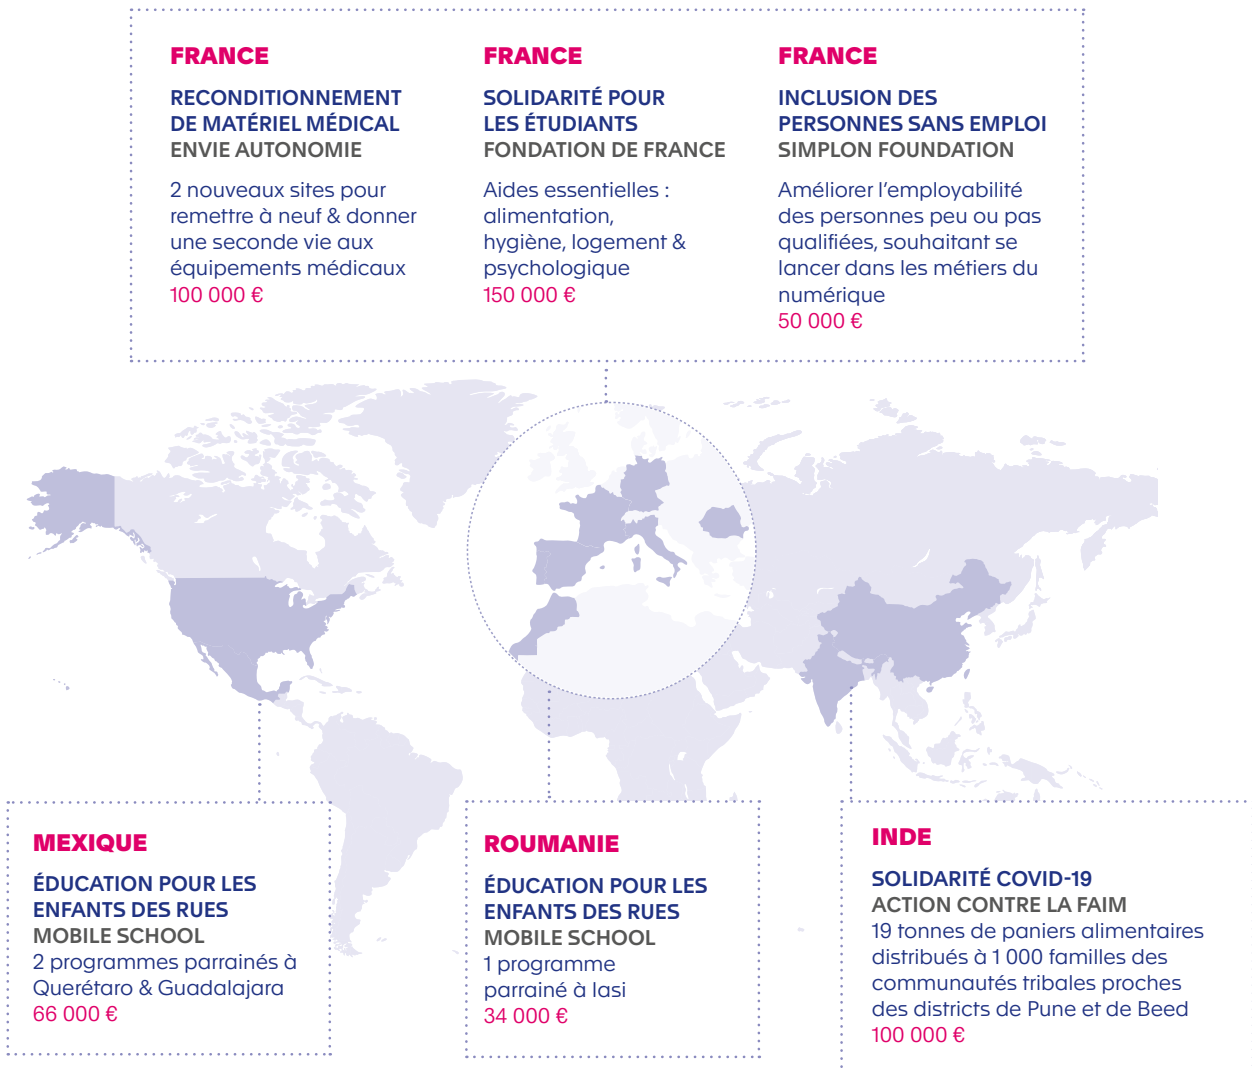 FRANCE
RECONDITIONNEMENT
DE MATÉRIEL MÉDICAL
ENVIE AUTONOMIE
2 nouveaux sites pour
remettre à neuf & donner
une seconde vie aux
équipements médicaux
100 000 €
FRANCE
SOLIDARITÉ POUR
LES ÉTUDIANTS
FONDATION DE FRANCE
Aides essentielles :
alimentation,
hygiène, logement &
psychologique
150 000 €
FRANCE
INCLUSION DES
PERSONNES SANS EMPLOI
SIMPLON FOUNDATION
Améliorer l'employabilité
des personnes peu ou pas
qualifiées, souhaitant se
lancer dans les métiers du
numérique
50 000 €
MEXIQUE
ÉDUCATION POUR LES
ENFANTS DES RUES
MOBILE SCHOOL
2 programmes parrainés à
Querétaro & Guadalajara
66 000 €
ROUMANIE
ÉDUCATION POUR LES
ENFANTS DES RUES
MOBILE SCHOOL
1 programme
parrainé à Iasi
34 000 €
INDE
SOLIDARITÉ COVID-19
ACTION CONTRE LA FAIM
19 tonnes de paniers alimentaires
distribués à 1 000 familles des
communautés tribales proches
des districts de Pune et de Beed
100 000 €